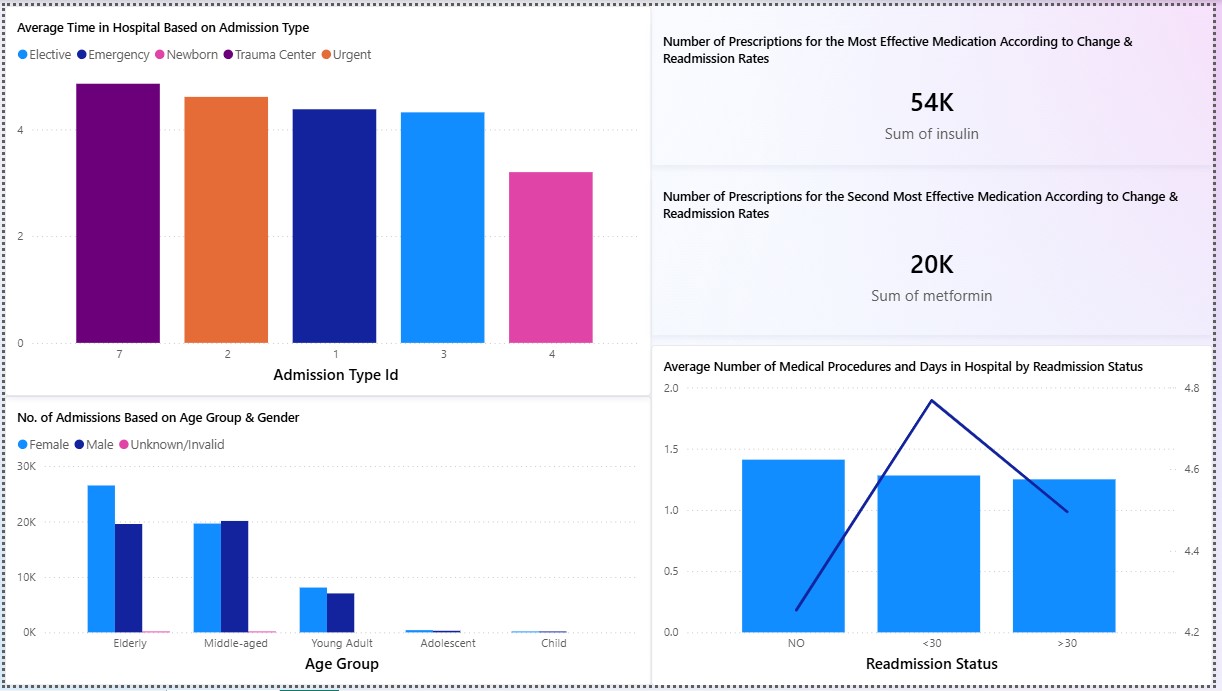 Average Time in Hospital Based on Admission Type
Elective Emergency Newborn Trauma Center Urgent
4
2
0
7 2 1 3 4
Admission Type Id
No. of Admissions Based on Age Group & Gender
Female Male Unknown/Invalid
30K
20K
10K
0K
Elderly Middle-aged Young Adult Adolescent Child
Age Group
Number of Prescriptions for the Most Effective Medication According to Change &
Readmission Rates
54K
Sum of insulin
Number of Prescriptions for the Second Most Effective Medication According to Change &
Readmission Rates
20K
Sum of metformin
Average Number of Medical Procedures and Days in Hospital by Readmission Status
2.0 4.8
1.5 4.6
1.0
0.5 4.4
0.0 4.2
NO <30 >30
Readmission Status